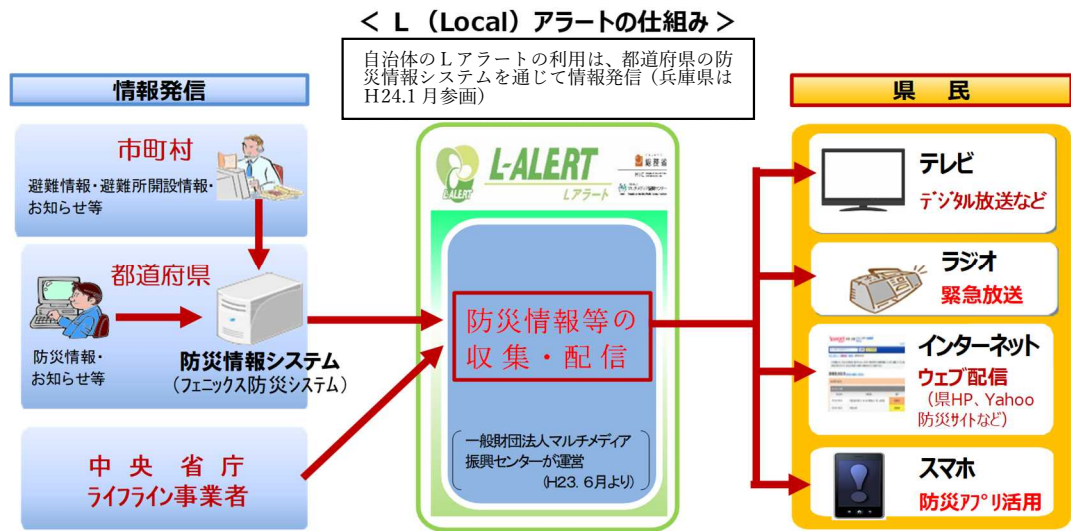 < L （Local）アラートの仕組み >
自治体のＬアラートの利用は、都道府県の防
災情報システムを通じて情報発信（兵庫県は
H24.1月参画）
情報発信
市町村
避難情報・避難所開設情報・
お知らせ等
都道府県
防災情報・
お知らせ等
防災情報システム
（フェニックス防災システム）
中央省庁
ライフライン事業者
L-ALERT
L-ALERT
Lアラート
総務省
MIC
防災情報等の
収集・配信
一般財団法人マルチメディア
振興センターが運営
（H23.6月より）
県　民
テレビ
デジタル放送など
ラジオ
緊急放送
インターネット
ウェブ配信
（県HP、Yahoo
防災サイトなど）
スマホ
防災アプリ活用